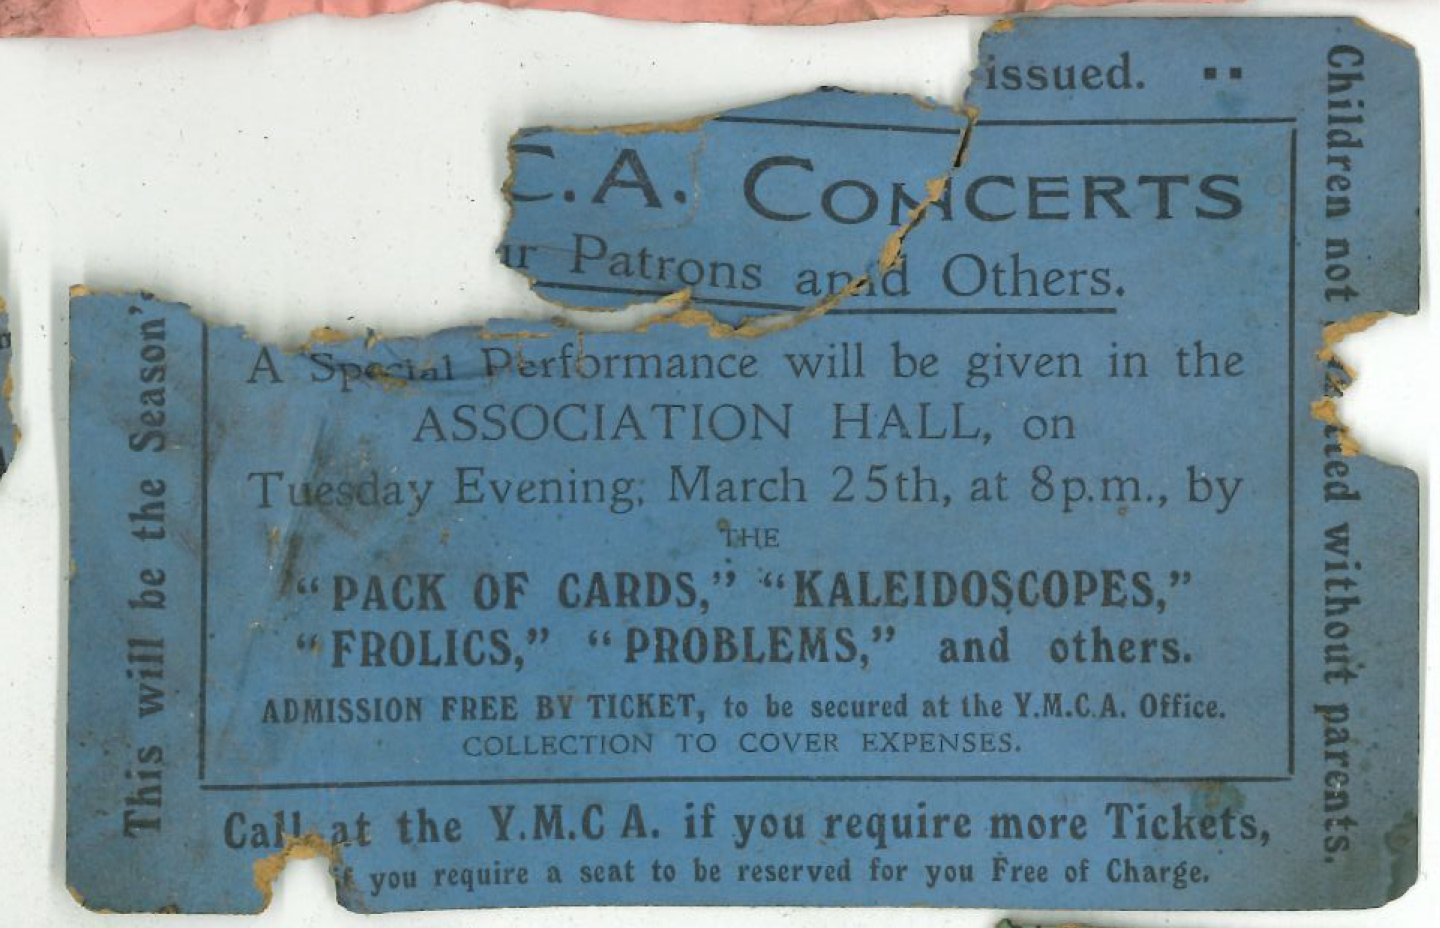 issued. ▪▪
C.A. CONCERTS
Patrons and Others.
A Special Performance will be given in the
ASSOCIATION HALL, on
Tuesday Evening, March 25th, at 8p.m., by
THE
“PACK OF CARDS,” “KALEIDOSCOPES,”
“FROLICS,” “PROBLEMS,” and others.
ADMISSION FREE BY TICKET, to be secured at the Y.M.C.A. Office.
COLLECTION TO COVER EXPENSES.
Call at the Y.M.C A. if you require more Tickets,
you require a seat to be reserved for you Free of Charge.
This will be the Season's
Children not without parents.